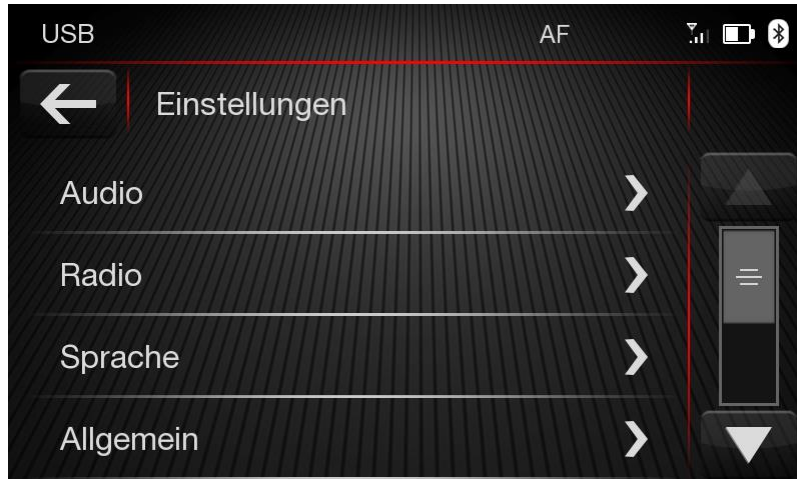 USB AF
Einstellungen
Audio
Radio
Sprache
Allgemein